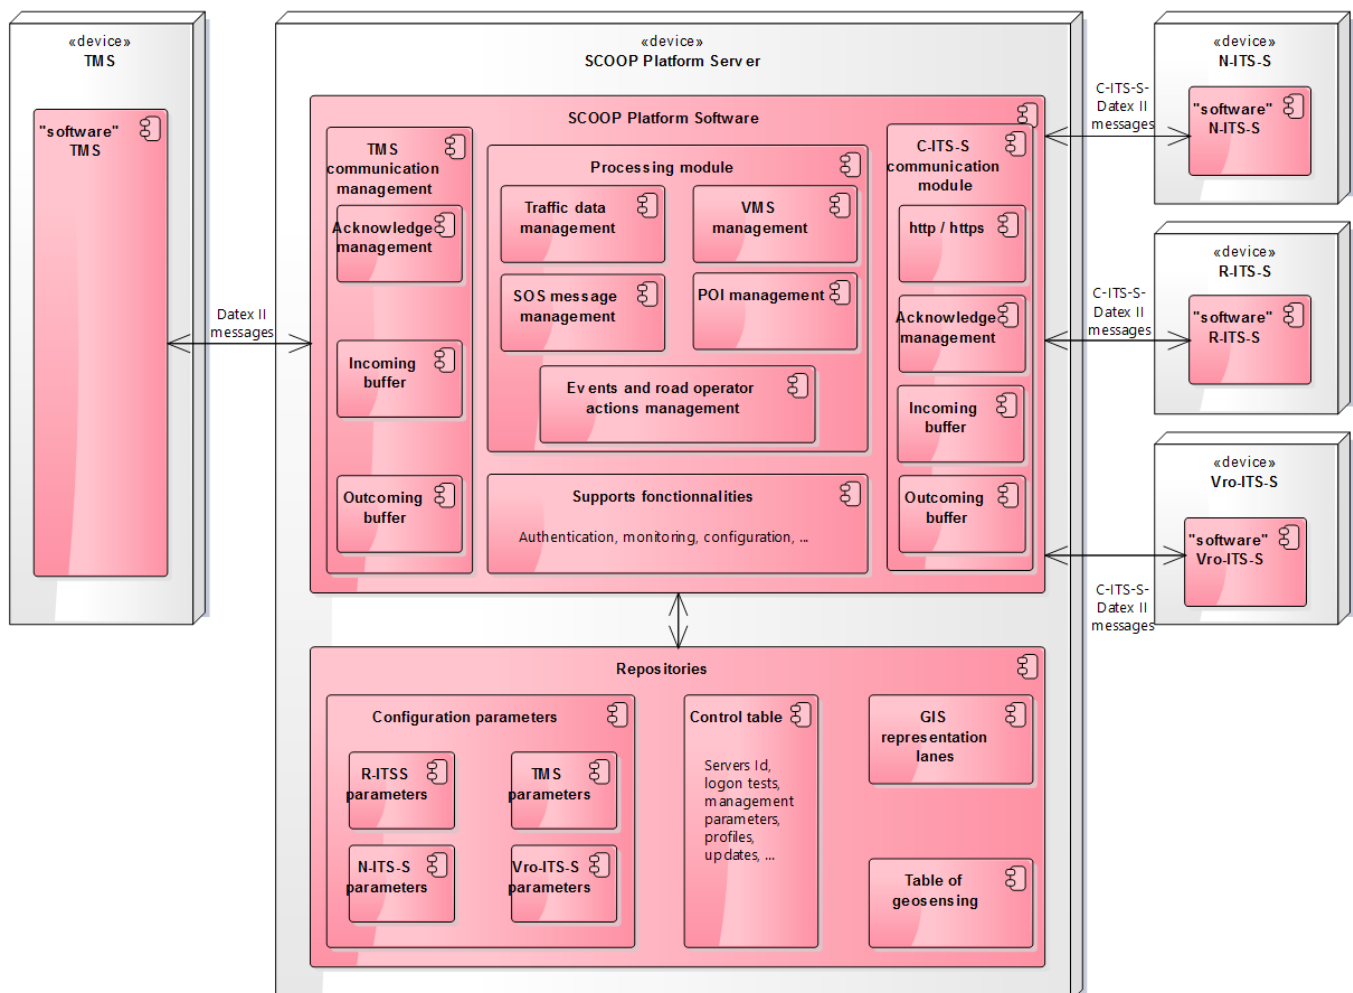 «device»
TMS
"software"
TMS
Datex II
messages
«device»
SCOOP Platform Server
SCOOP Platform Software
TMS
communication
management
Acknowledge
management
Incoming
buffer
Outcoming
buffer
Processing module
Traffic data
management
VMS
management
SOS message
management
POI management
Events and road operator
actions management
Supports fonctionnalities
Authentication, monitoring, configuration, ...
C-ITS-S
communication
module
http / https
Acknowledge
management
Incoming
buffer
Outcoming
buffer
C-ITS-S-
Datex II
messages
«device»
N-ITS-S
"software"
N-ITS-S
C-ITS-S-
Datex II
messages
«device»
R-ITS-S
"software"
R-ITS-S
C-ITS-S-
Datex II
messages
«device»
Vro-ITS-S
"software"
Vro-ITS-S
Repositories
Configuration parameters
R-ITSS
parameters
TMS
parameters
N-ITS-S
parameters
Vro-ITS-S
parameters
Control table
Servers Id,
logon tests,
management
parameters,
profiles,
updates, ...
GIS
representation
lanes
Table of
geosensing